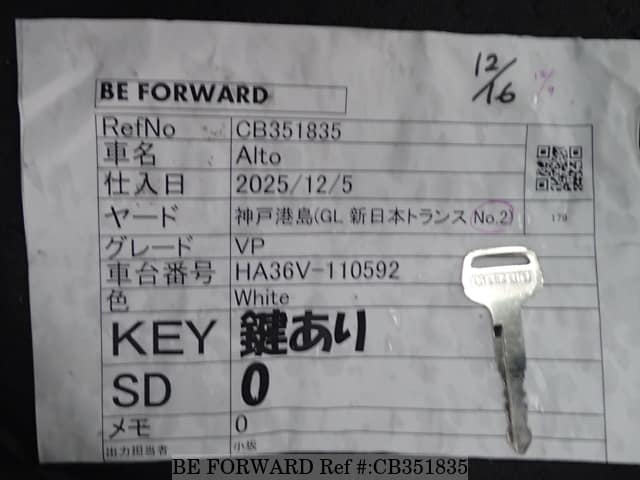 12/16
12/9
BE FORWARD
RefNo CB351835
車名 Alto
仕入日 2025/12/5
ヤード 神戸港島(GL 新日本トランス No.2)
179
グレード VP
車台番号 HA36V-110592
色 White
KEY 鍵あり
SD 0
メモ 0
出力担当者 小坂
BE FORWARD Ref #:CB351835